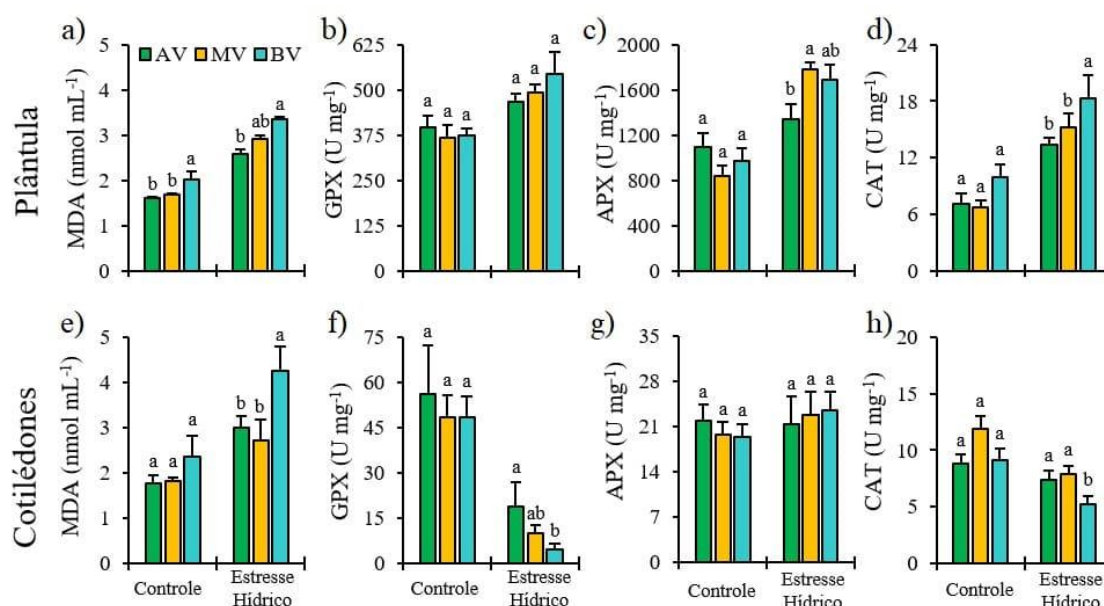 a)
b)
c)
d)
AV MV BV
Plântula
MDA (nmol mL⁻¹)
5
4
3
2
1
0
b b a
b ab a
GPX (U mg⁻¹)
625
500
375
250
125
0
a a a
a a a
APX (U mg⁻¹)
2000
1600
1200
800
400
0
a a a
b a ab
CAT (U mg⁻¹)
24
18
12
6
0
a a a
b b a
e)
f)
g)
h)
Cotilédones
MDA (nmol mL⁻¹)
5
4
3
2
1
0
a a a
b b a
Controle
Estresse
Hídrico
GPX (U mg⁻¹)
75
60
45
30
15
0
a a a
a ab b
Controle
Estresse
Hídrico
APX (U mg⁻¹)
35
28
21
14
7
0
a a a
a a a
Controle
Estresse
Hídrico
CAT (U mg⁻¹)
20
15
10
5
0
a a a
a a b
Controle
Estresse
Hídrico